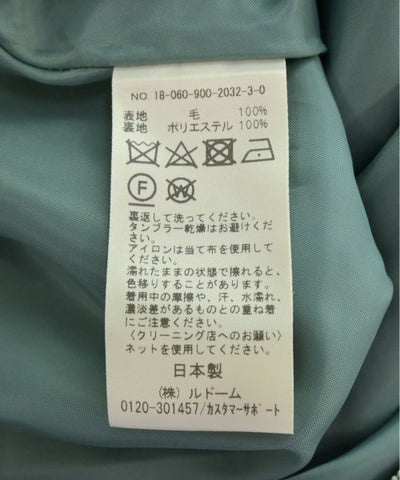 NO 18-060-900-2032-3-0
表地 毛 100%
裏地 ポリエステル 100%
F W
裏返して洗ってください。
タンブラー乾燥はお避けくだ
さい。
アイロンは当て布を使用して
ください。
濡れたままの状態で擦れると、
色移りすることがあります。
着用中の摩擦や、汗、水濡れ、
濃淡差があるものとの重ね着
にご注意ください。
〈クリーニング店へのお願い〉
ネットを使用してください。
日本製
(株) ルドーム
0120-301457/カスタマーサポート